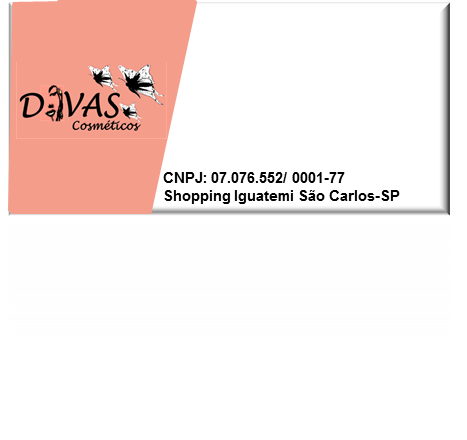 DIVAS
Cosméticos
CNPJ: 07.076.552/ 0001-77
Shopping Iguatemi São Carlos-SP